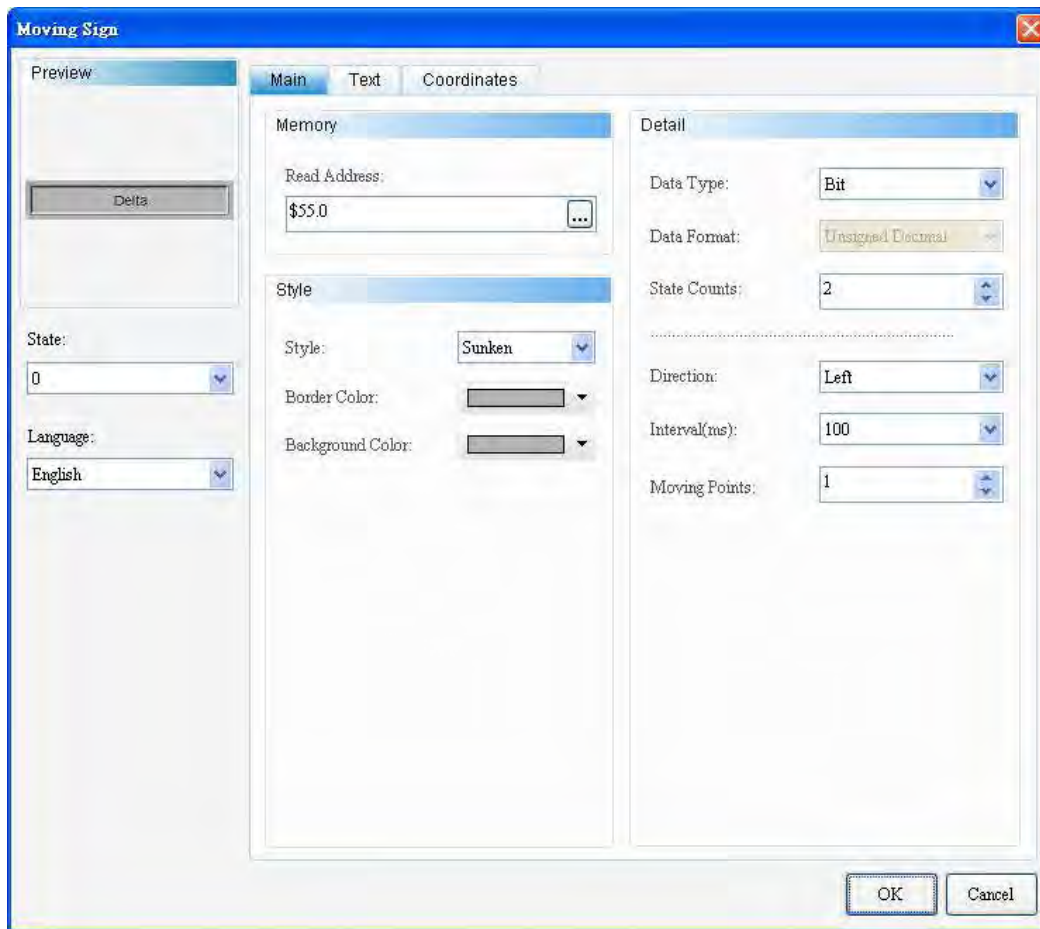 Moving Sign
Preview
Delta
State:
0
Language:
English
Main Text Coordinates
Memory
Read Address:
$55.0
...
Style
Style: Sunken
Border Color:
Background Color:
Detail
Data Type: Bit
Data Format: Unsigned Decimal
State Counts: 2
Direction: Left
Interval(ms): 100
Moving Points: 1
OK Cancel